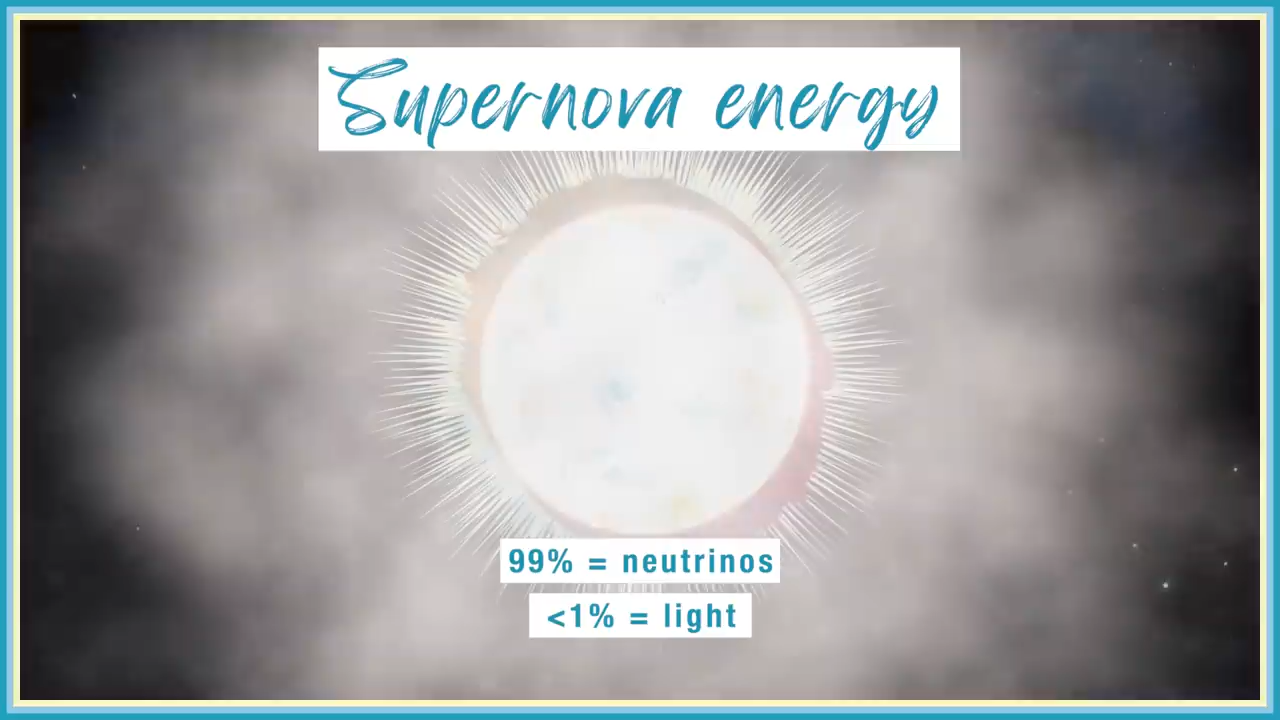 Supernova energy
99% = neutrinos
<1% = light